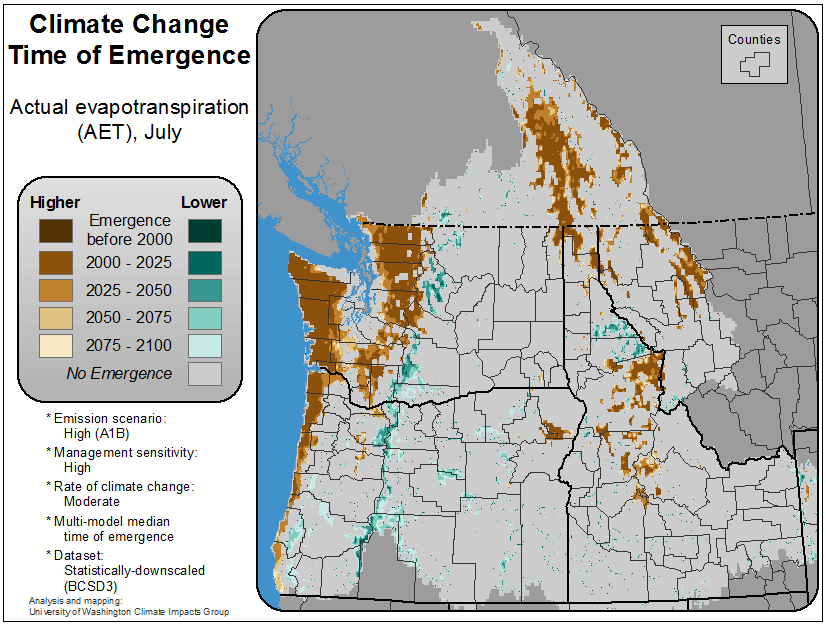 Climate Change
Time of Emergence
Actual evapotranspiration
(AET), July
Higher
Lower
Emergence
before 2000
2000 - 2025
2025 - 2050
2050 - 2075
2075 - 2100
No Emergence
* Emission scenario:
High (A1B)
* Management sensitivity:
High
* Rate of climate change:
Moderate
* Multi-model median
time of emergence
* Dataset:
Statistically-downscaled
(BCSD3)
Analysis and mapping:
University of Washington Climate Impacts Group
Counties